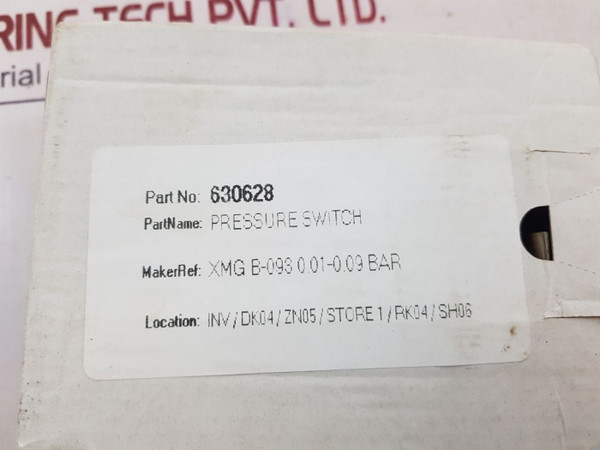 RING TECH PVT. LTD.
rial
Part No: 630628
PartName: PRESSURE SWITCH
MakerRef: XMG B-093 0.01-0.09 BAR
Location: INV / DK04 / ZN05 / STORE 1 / RK04 / SH06